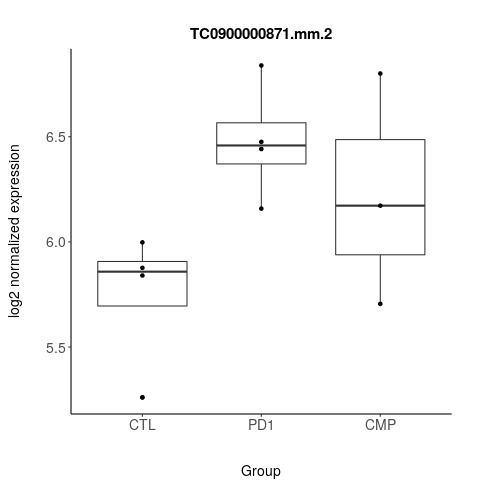 TC0900000871.mm.2
log2 normalized expression
6.5
6.0
5.5
CTL
PD1
CMP
Group